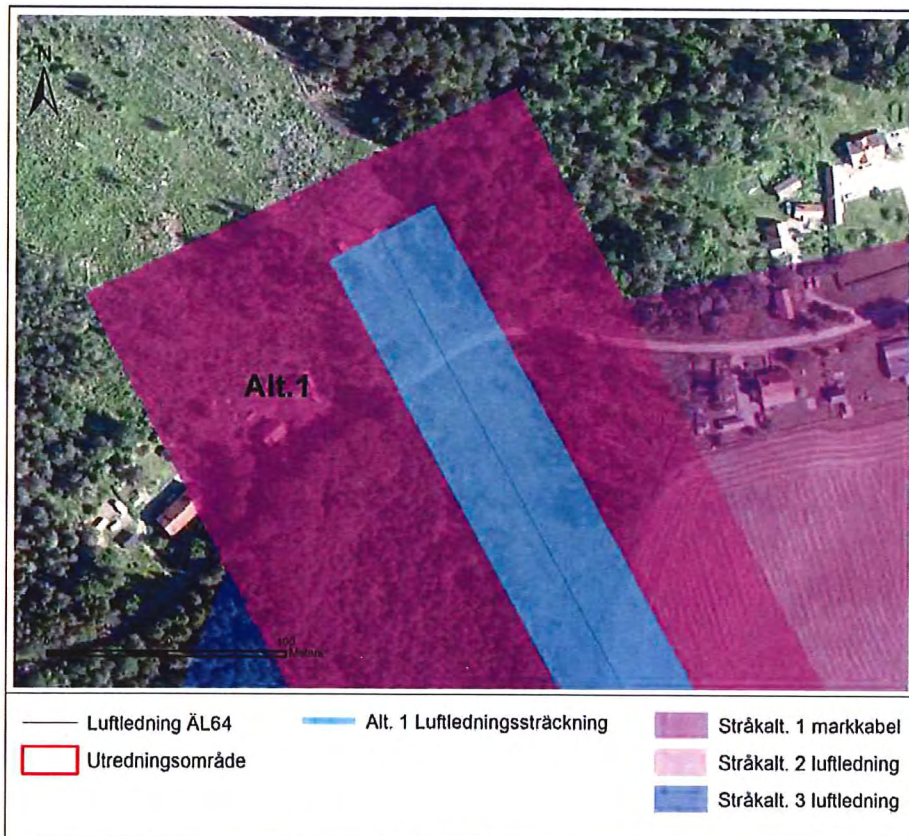 N
Alt.1
100
Meter
Luftledning ÄL64
Alt. 1 Luftledningssträckning
Stråkalt. 1 markkabel
Utredningsområde
Stråkalt. 2 luftledning
Stråkalt. 3 luftledning